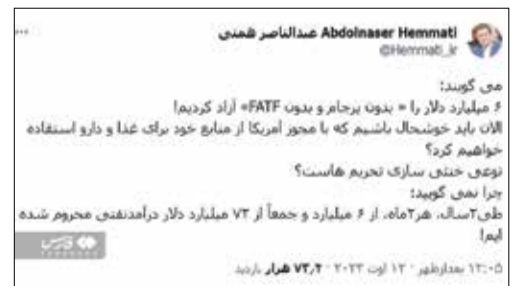 Abdolnaser Hemmati عبدالناصر همتی
@Hemmati_ir
می گویند:
۶ میلیارد دلار را « بدون برجام و بدون FATF» آزاد کردیم!
الان باید خوشحال باشیم که با مجوز آمریکا از منابع خود برای غذا و دارو استفاده
خواهیم کرد؟
نوعی خنثی سازی تحریم هاست؟
چرا نمی گویید:
طی۲سال، هر۲ماه، از ۶ میلیارد و جمعاً از ۷۳ میلیارد دلار درآمدنفتی محروم شده
ایم!
فارس
۱۲:۰۵ بعدازظهر · ۱۲ اوت ۲۰۲۳ · ۷۳٫۲ هزار بازدید